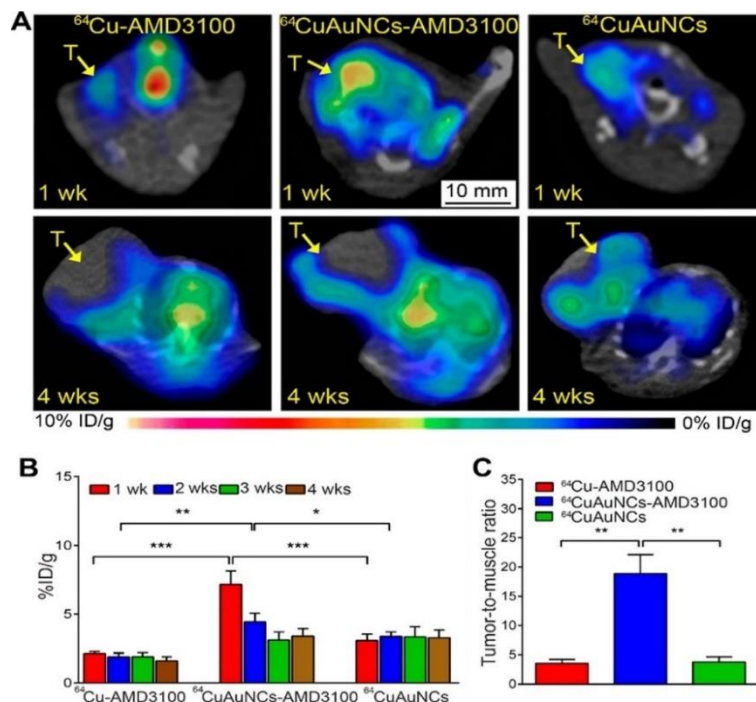 A
⁶⁴Cu-AMD3100 ⁶⁴CuAuNCs-AMD3100 ⁶⁴CuAuNCs
T T T
1 wk 1 wk 10 mm 1 wk
T T T
4 wks 4 wks 4 wks
10% ID/g 0% ID/g
B
1 wk 2 wks 3 wks 4 wks
15
10
5
0
%ID/g
** *
*** ***
⁶⁴Cu-AMD3100 ⁶⁴CuAuNCs-AMD3100 ⁶⁴CuAuNCs
C
⁶⁴Cu-AMD3100
⁶⁴CuAuNCs-AMD3100
⁶⁴CuAuNCs
35
30
25
20
15
10
5
0
Tumor-to-muscle ratio
** **